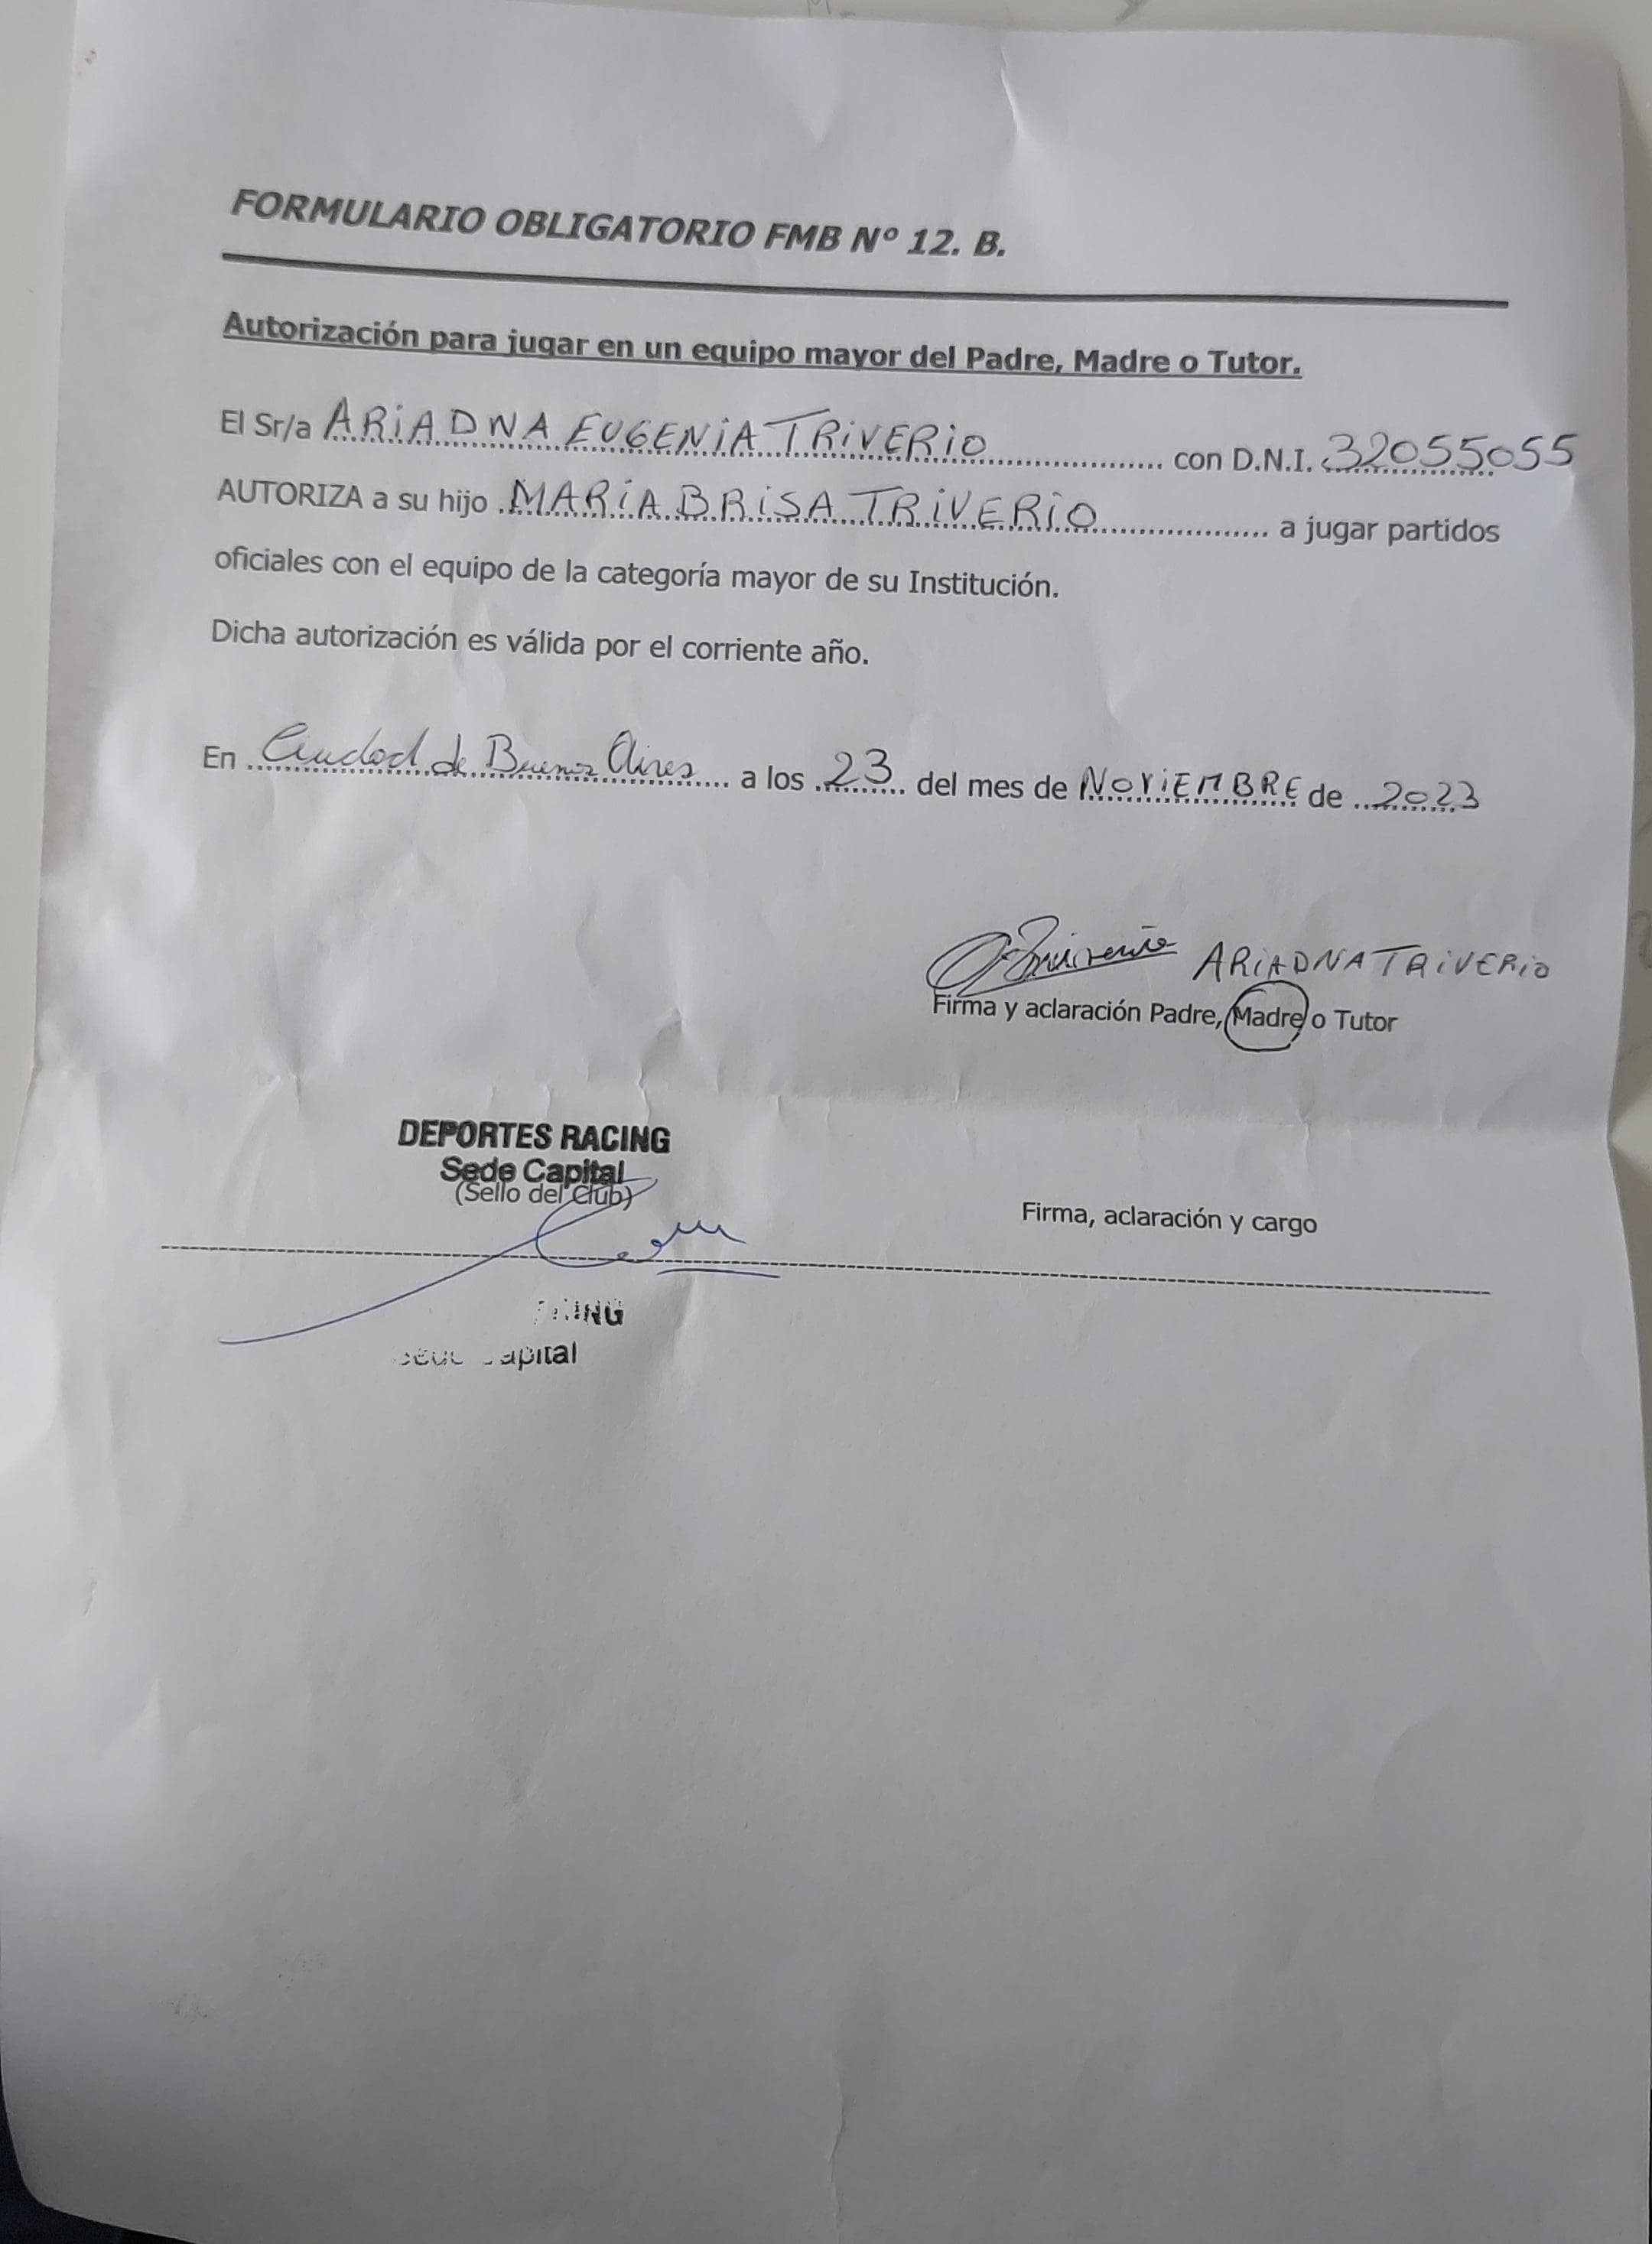 FORMULARIO OBLIGATORIO FMB Nº 12. B.
Autorización para jugar en un equipo mayor del Padre, Madre o Tutor.
El Sr/a ARIADNA EUGENIA TRIVERIO con D.N.I. 32055055
AUTORIZA a su hijo MARIA BRISA TRIVERIO a jugar partidos
oficiales con el equipo de la categoría mayor de su Institución.
Dicha autorización es válida por el corriente año.
En Ciudad de Buenos Aires a los 23 del mes de NOVIEMBRE de 2023
ARIADNA TRIVERIO
Firma y aclaración Padre, Madre o Tutor
DEPORTES RACING
Sede Capital
(Sello del Club)
Firma, aclaración y cargo
Sede Capital